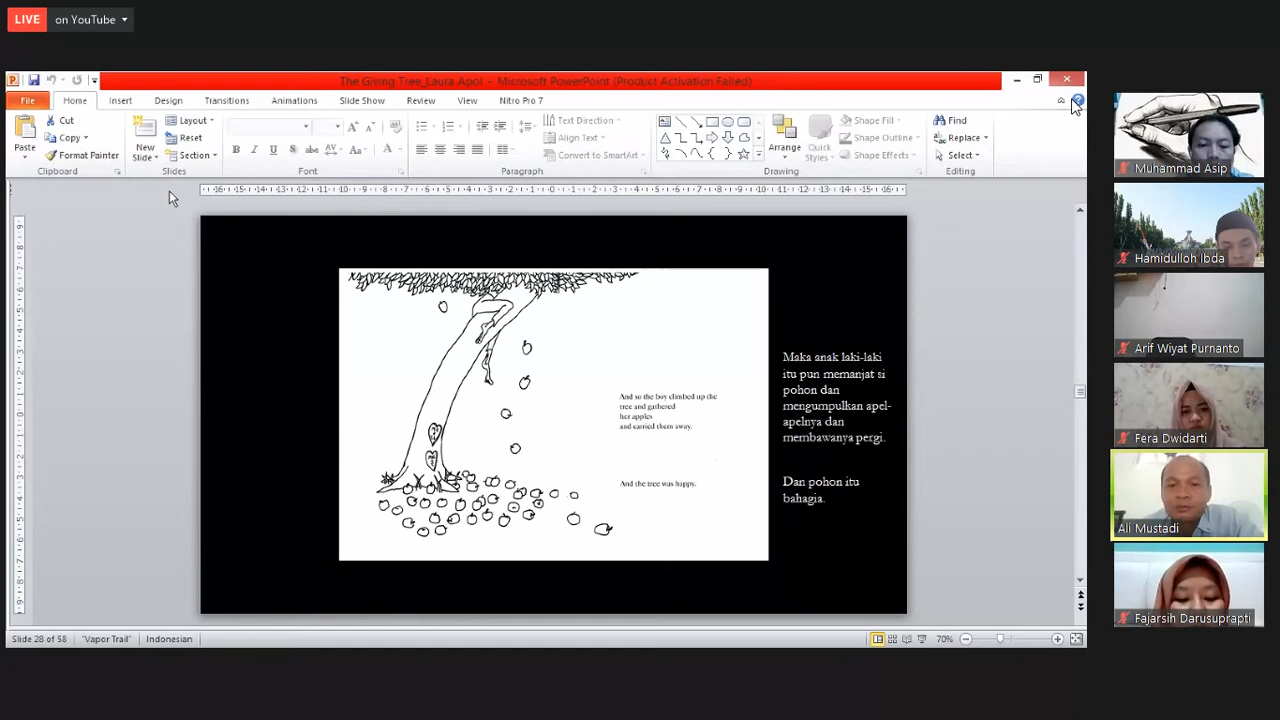 LIVE on YouTube
The Giving Tree_Laura Apol - Microsoft PowerPoint (Product Activation Failed)
File Home Insert Design Transitions Animations Slide Show Review View Nitro Pro 7
Paste
Cut
Copy
Format Painter
Clipboard
New
Slide
Layout
Reset
Section
Slides
Font
Text Direction
Align Text
Convert to SmartArt
Paragraph
Arrange
Quick
Styles
Shape Fill
Shape Outline
Shape Effects
Drawing
Find
Replace
Select
Editing
And so the boy climbed up the
tree and gathered
her apples
and carried them away.
And the tree was happy.
Maka anak laki-laki
itu pun memanjat si
pohon dan
mengumpulkan apel-
apelnya dan
membawanya pergi.
Dan pohon itu
bahagia.
Slide 28 of 58 "Vapor Trail" Indonesian 70%
Muhammad Asip
Hamidulloh Ibda
Arif Wiyat Purnanto
Fera Dwidarti
Ali Mustadi
Fajarsih Darusuprapti